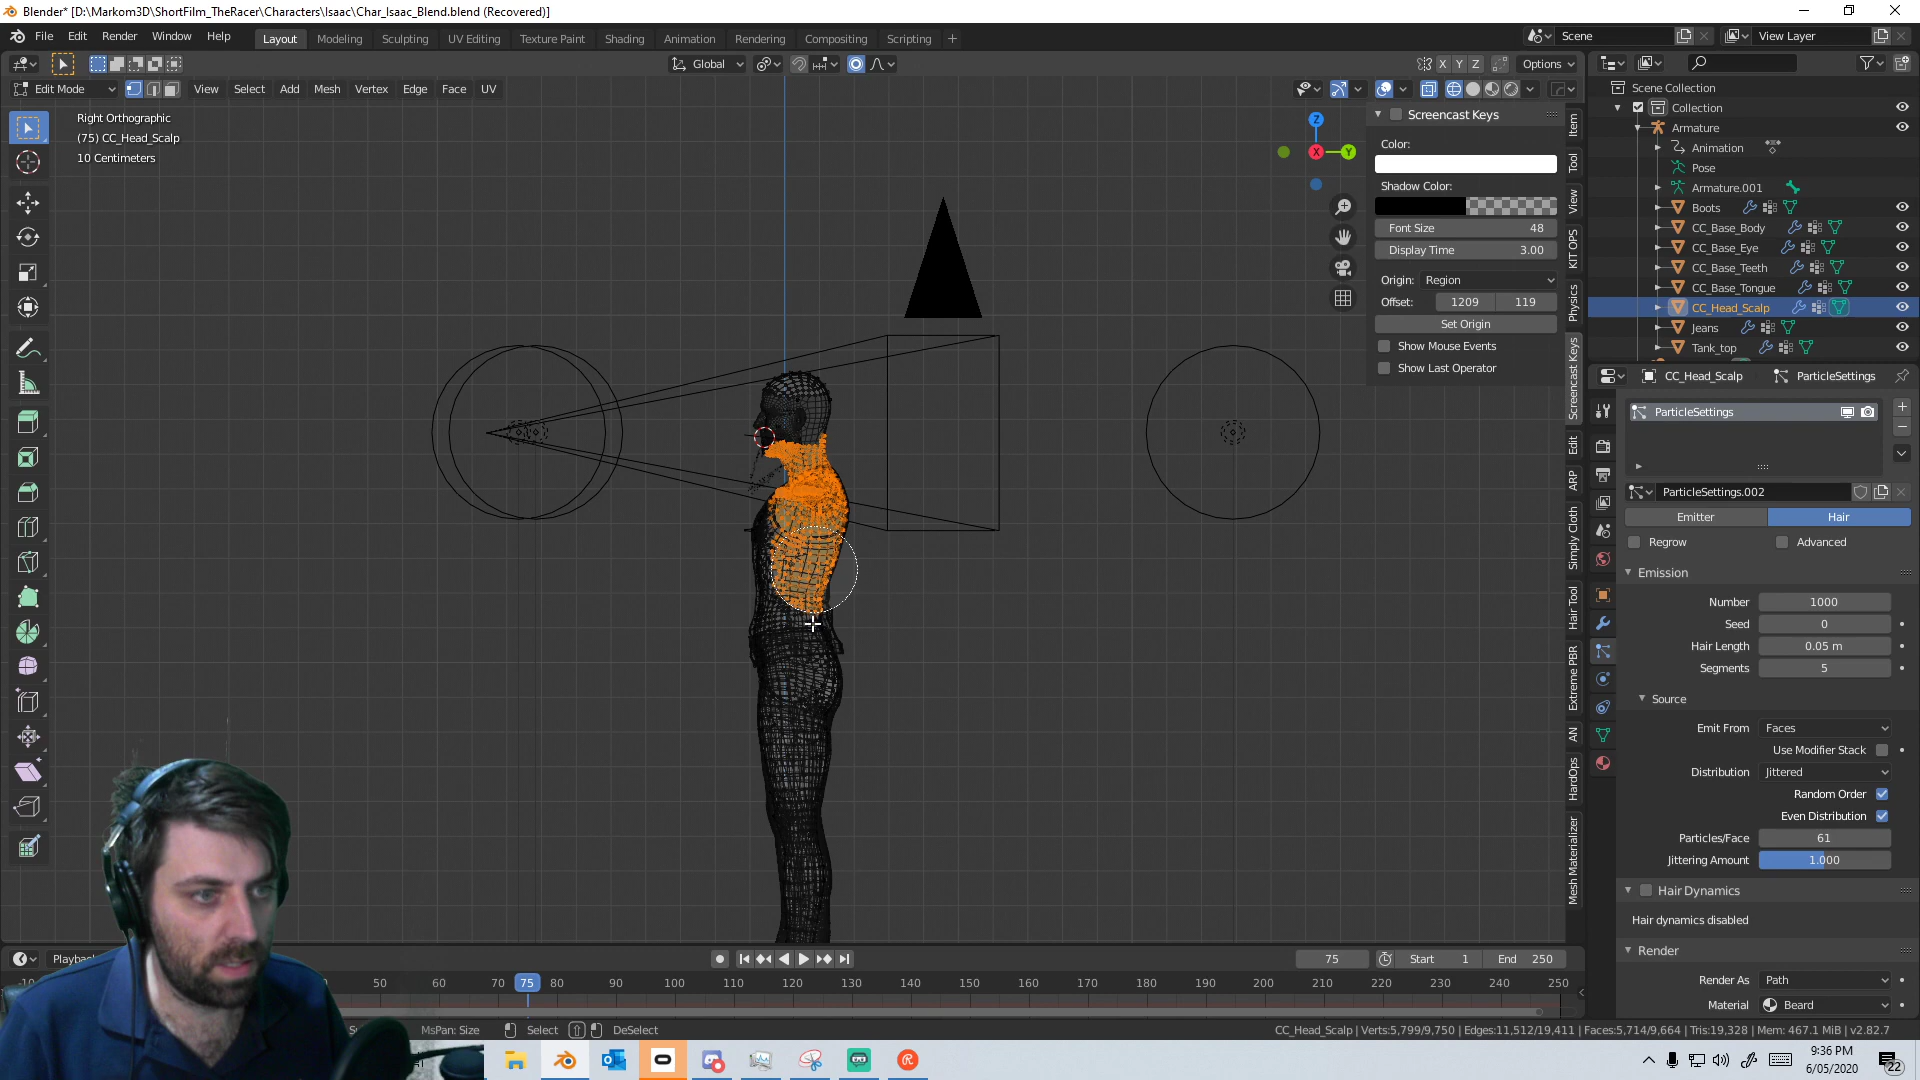 Blender* [D:\Markom3D\ShortFilm_TheRacer\Characters\Isaac\Char_Isaac_Blend.blend (Recovered)]
File Edit Render Window Help Layout Modeling Sculpting UV Editing Texture Paint Shading Animation Rendering Compositing Scripting +
Scene View Layer
Global X Y Z Options
Edit Mode View Select Add Mesh Vertex Edge Face UV
Right Orthographic
(75) CC_Head_Scalp
10 Centimeters
Z
X
Y
Screencast Keys
Color:
Shadow Color:
Font Size 48
Display Time 3.00
Origin: Region
Offset: 1209 119
Set Origin
Show Mouse Events
Show Last Operator
Item
Tool
View
KIT OPS
Physics
Screencast Keys
Edit
ARP
Simply Cloth
Hair Tool
Extreme PBR
AN
HardOps
Mesh Materializer
Scene Collection
Collection
Armature
Animation
Pose
Armature.001
Boots
CC_Base_Body
CC_Base_Eye
CC_Base_Teeth
CC_Base_Tongue
CC_Head_Scalp
Jeans
Tank_top
CC_Head_Scalp ParticleSettings
ParticleSettings
ParticleSettings.002
Emitter Hair
Regrow Advanced
Emission
Number 1000
Seed 0
Hair Length 0.05 m
Segments 5
Source
Emit From Faces
Use Modifier Stack
Distribution Jittered
Random Order
Even Distribution
Particles/Face 61
Jittering Amount 1.000
Hair Dynamics
Hair dynamics disabled
Render
Render As Path
Material Beard
Playback
75 Start 1 End 250
50 60 70 75 80 90 100 110 120 130 140 150 160 170 180 190 200 210 220 230 240 250
MsPan: Size Select DeSelect
CC_Head_Scalp | Verts:5,799/9,750 | Edges:11,512/19,411 | Faces:5,714/9,664 | Tris:19,328 | Mem: 467.1 MiB | v2.82.7
9:36 PM
6/05/2020
22